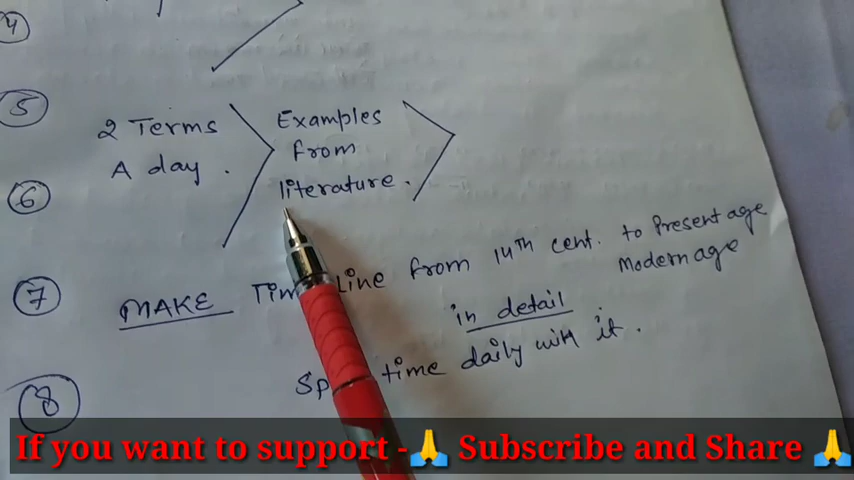 4
5
2 Terms
A day.
Examples
from
literature.
6
7
MAKE Line from 14th cent. to Present age
Modern age
in detail
time daily with it.
8
If you want to support -🙏 Subscribe and Share 🙏